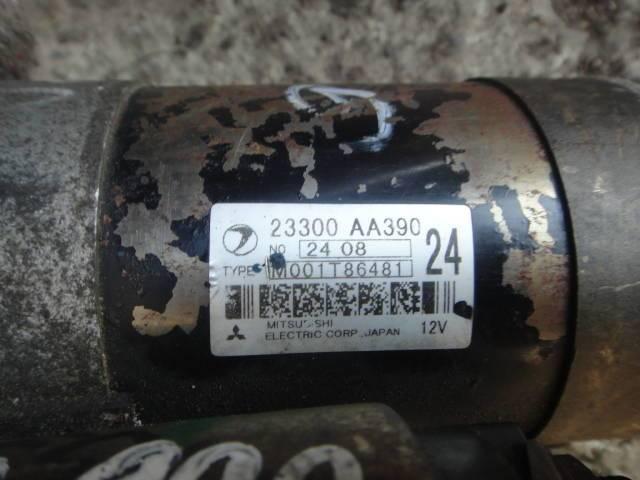 23300 AA390
NO 24 08 24
TYPE M001T86481
MITSUBISHI
ELECTRIC CORP. JAPAN 12V